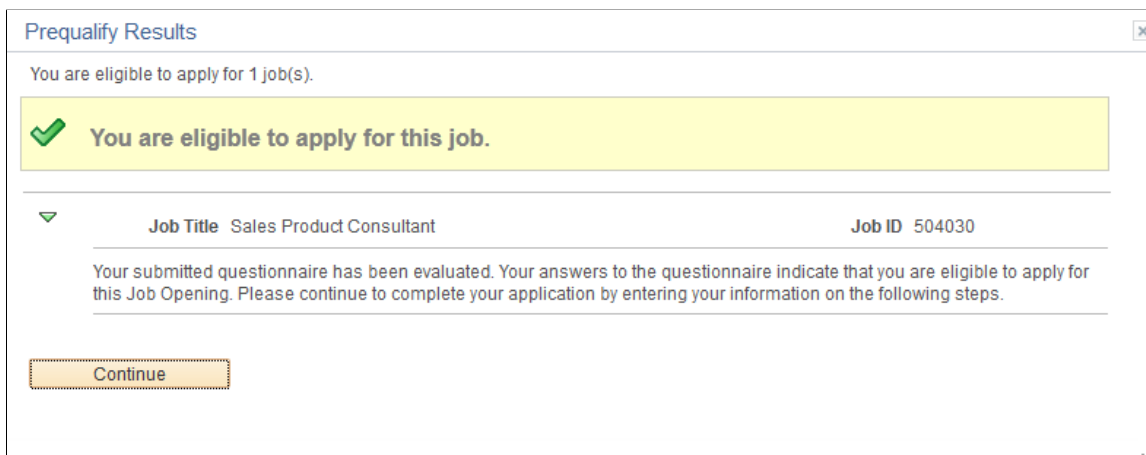 Prequalify Results
You are eligible to apply for 1 job(s).
You are eligible to apply for this job.
Job Title Sales Product Consultant Job ID 504030
Your submitted questionnaire has been evaluated. Your answers to the questionnaire indicate that you are eligible to apply for
this Job Opening. Please continue to complete your application by entering your information on the following steps.
Continue